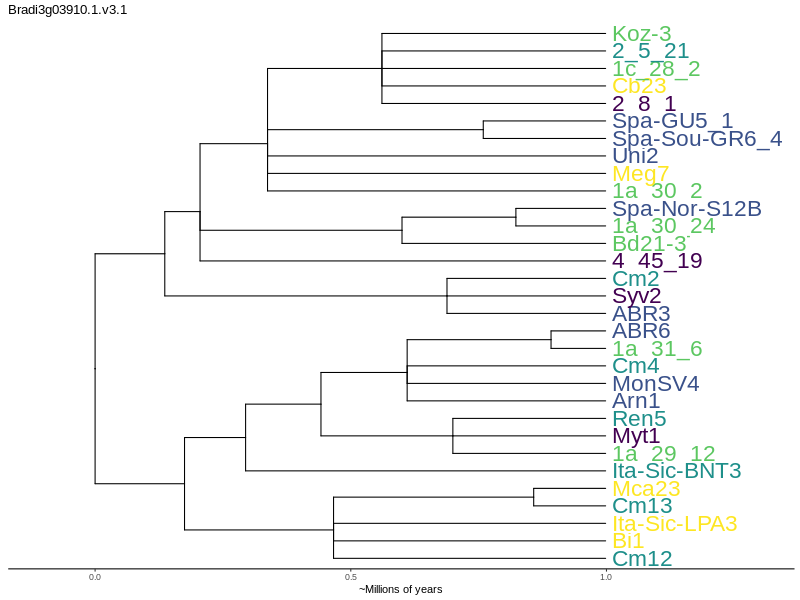 Bradi3g03910.1.v3.1
Koz-3
2_5_21
1c_28_2
Cb23
2_8_1
Spa-GU5_1
Spa-Sou-GR6_4
Uni2
Meg7
1a_30_2
Spa-Nor-S12B
1a_30_24
Bd21-3
4_45_19
Cm2
Syv2
ABR3
ABR6
1a_31_6
Cm4
MonSV4
Arn1
Ren5
Myt1
1a_29_12
Ita-Sic-BNT3
Mca23
Cm13
Ita-Sic-LPA3
Bi1
Cm12
0.0 0.5 1.0
~Millions of years